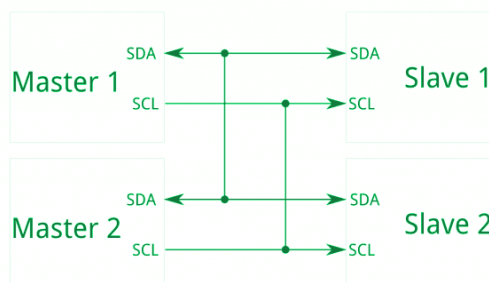 SDA
SDA
Master 1
Slave 1
SCL
SCL
SDA
SDA
Master 2
Slave 2
SCL
SCL